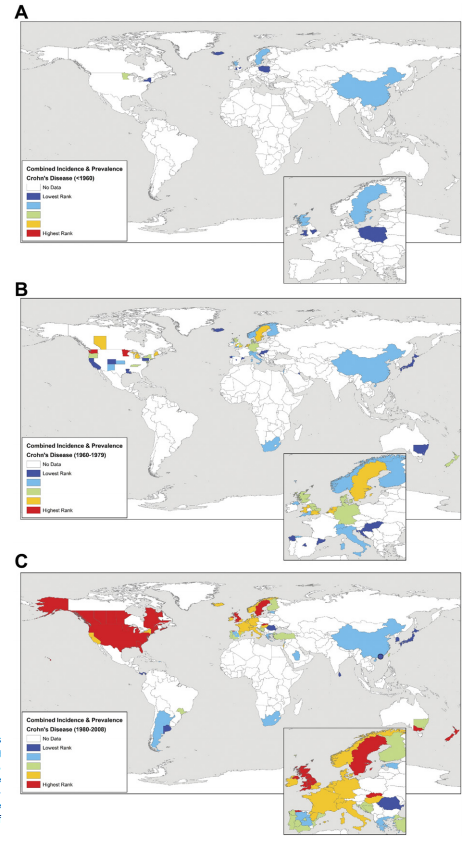 A
Combined Incidence & Prevalence
Crohn's Disease (<1960)
No Data
Lowest Rank
Highest Rank
B
Combined Incidence & Prevalence
Crohn's Disease (1960-1979)
No Data
Lowest Rank
Highest Rank
C
Combined Incidence & Prevalence
Crohn's Disease (1980-2008)
No Data
Lowest Rank
Highest Rank